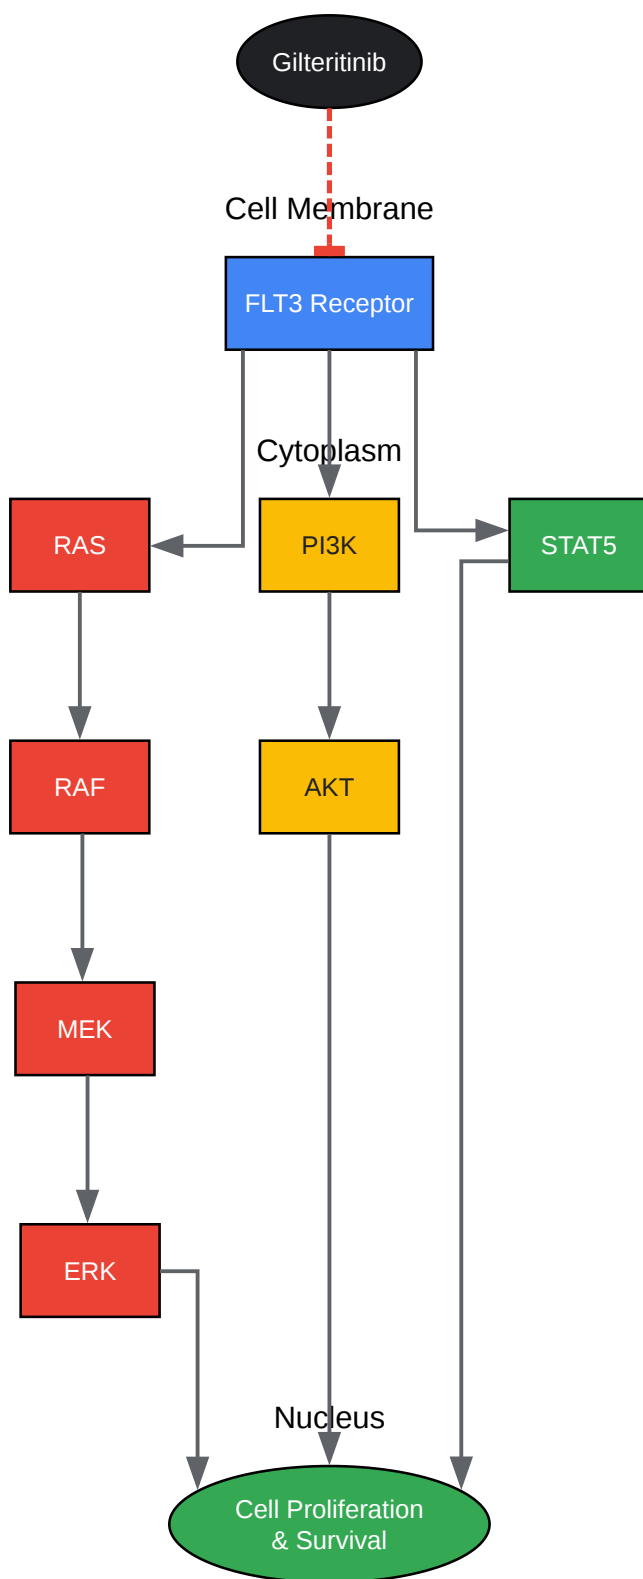 Gilteritinib
Cell Membrane
FLT3 Receptor
Cytoplasm
RAS
PI3K
STAT5
RAF
AKT
MEK
ERK
Nucleus
Cell Proliferation
& Survival